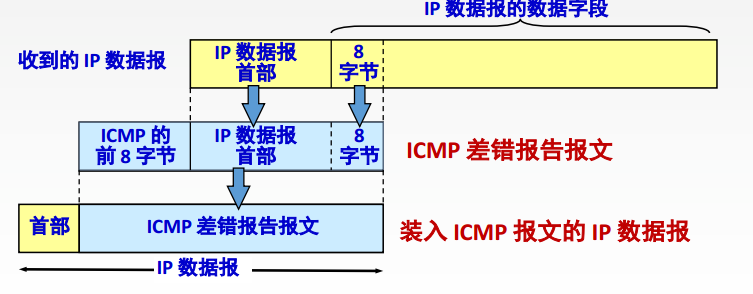 IP 数据报的数据字段
收到的 IP 数据报
IP 数据报
首部
8
字节
ICMP 的
前 8 字节
IP 数据报
首部
8
字节
ICMP 差错报告报文
首部
ICMP 差错报告报文
装入 ICMP 报文的 IP 数据报
IP 数据报